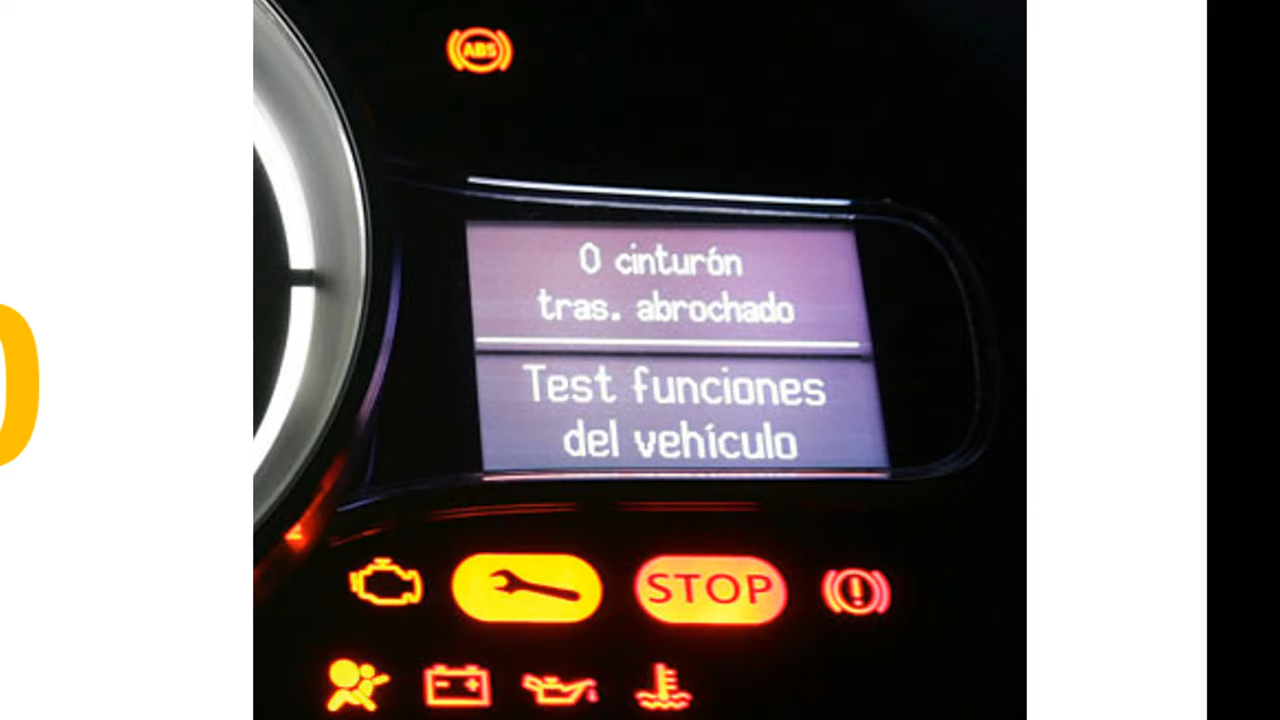 ABS
0 cinturón
tras. abrochado
Test funciones
del vehículo
STOP